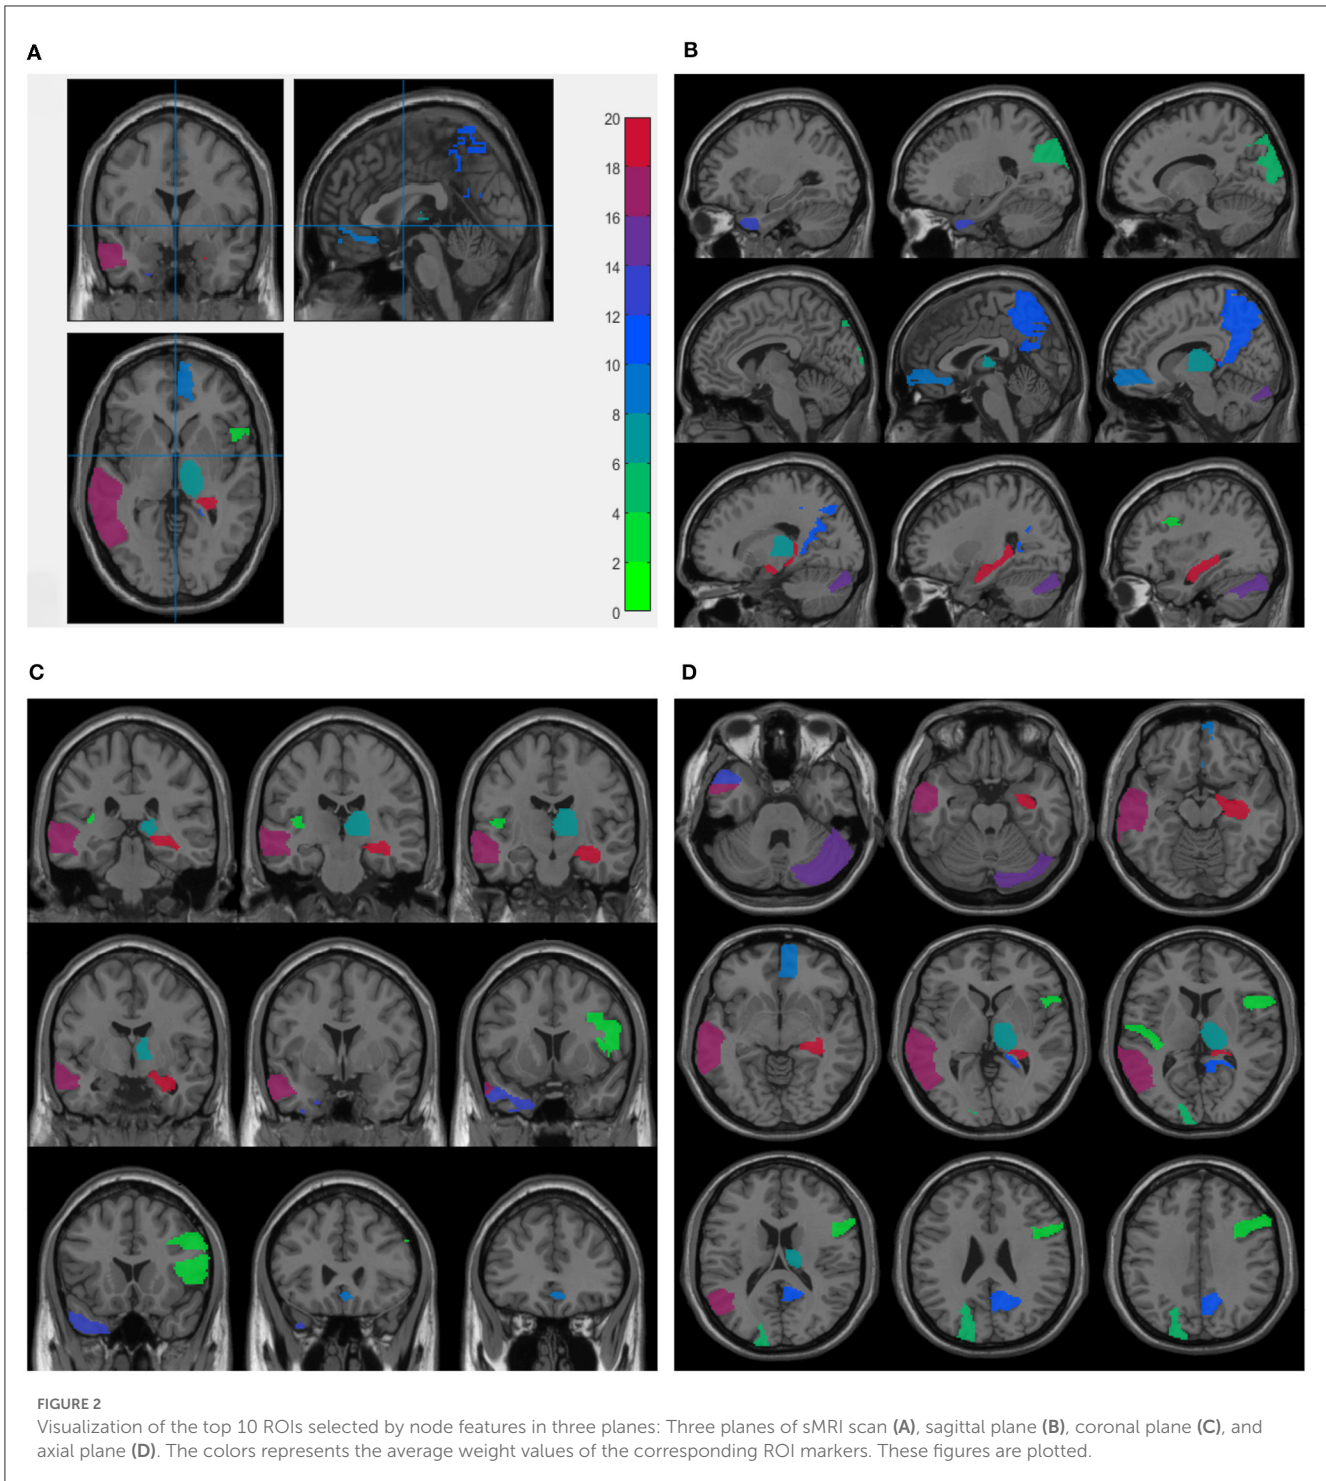 A
B
20
18
16
14
12
10
8
6
4
2
0
C
D
FIGURE 2
Visualization of the top 10 ROIs selected by node features in three planes: Three planes of sMRI scan (A), sagittal plane (B), coronal plane (C), and
axial plane (D). The colors represents the average weight values of the corresponding ROI markers. These figures are plotted.